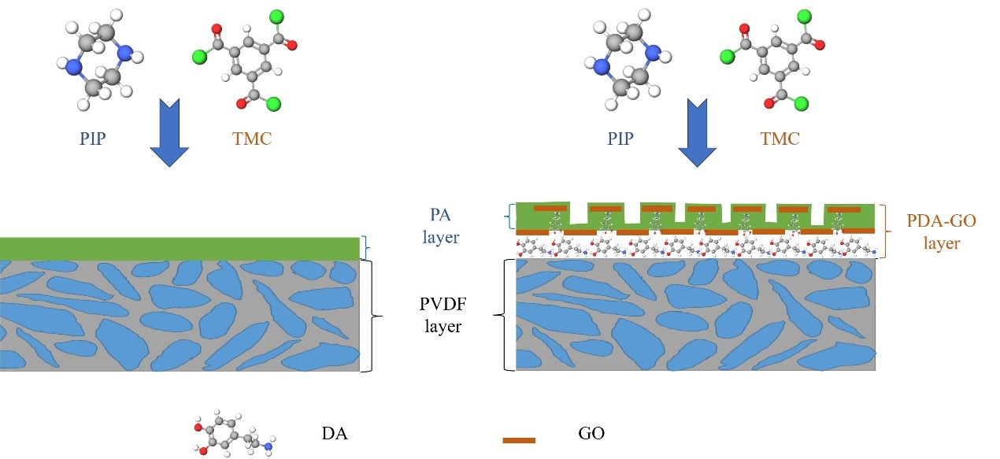 PIP
TMC
PIP
TMC
PA
layer
PDA-GO
layer
PVDF
layer
DA
GO